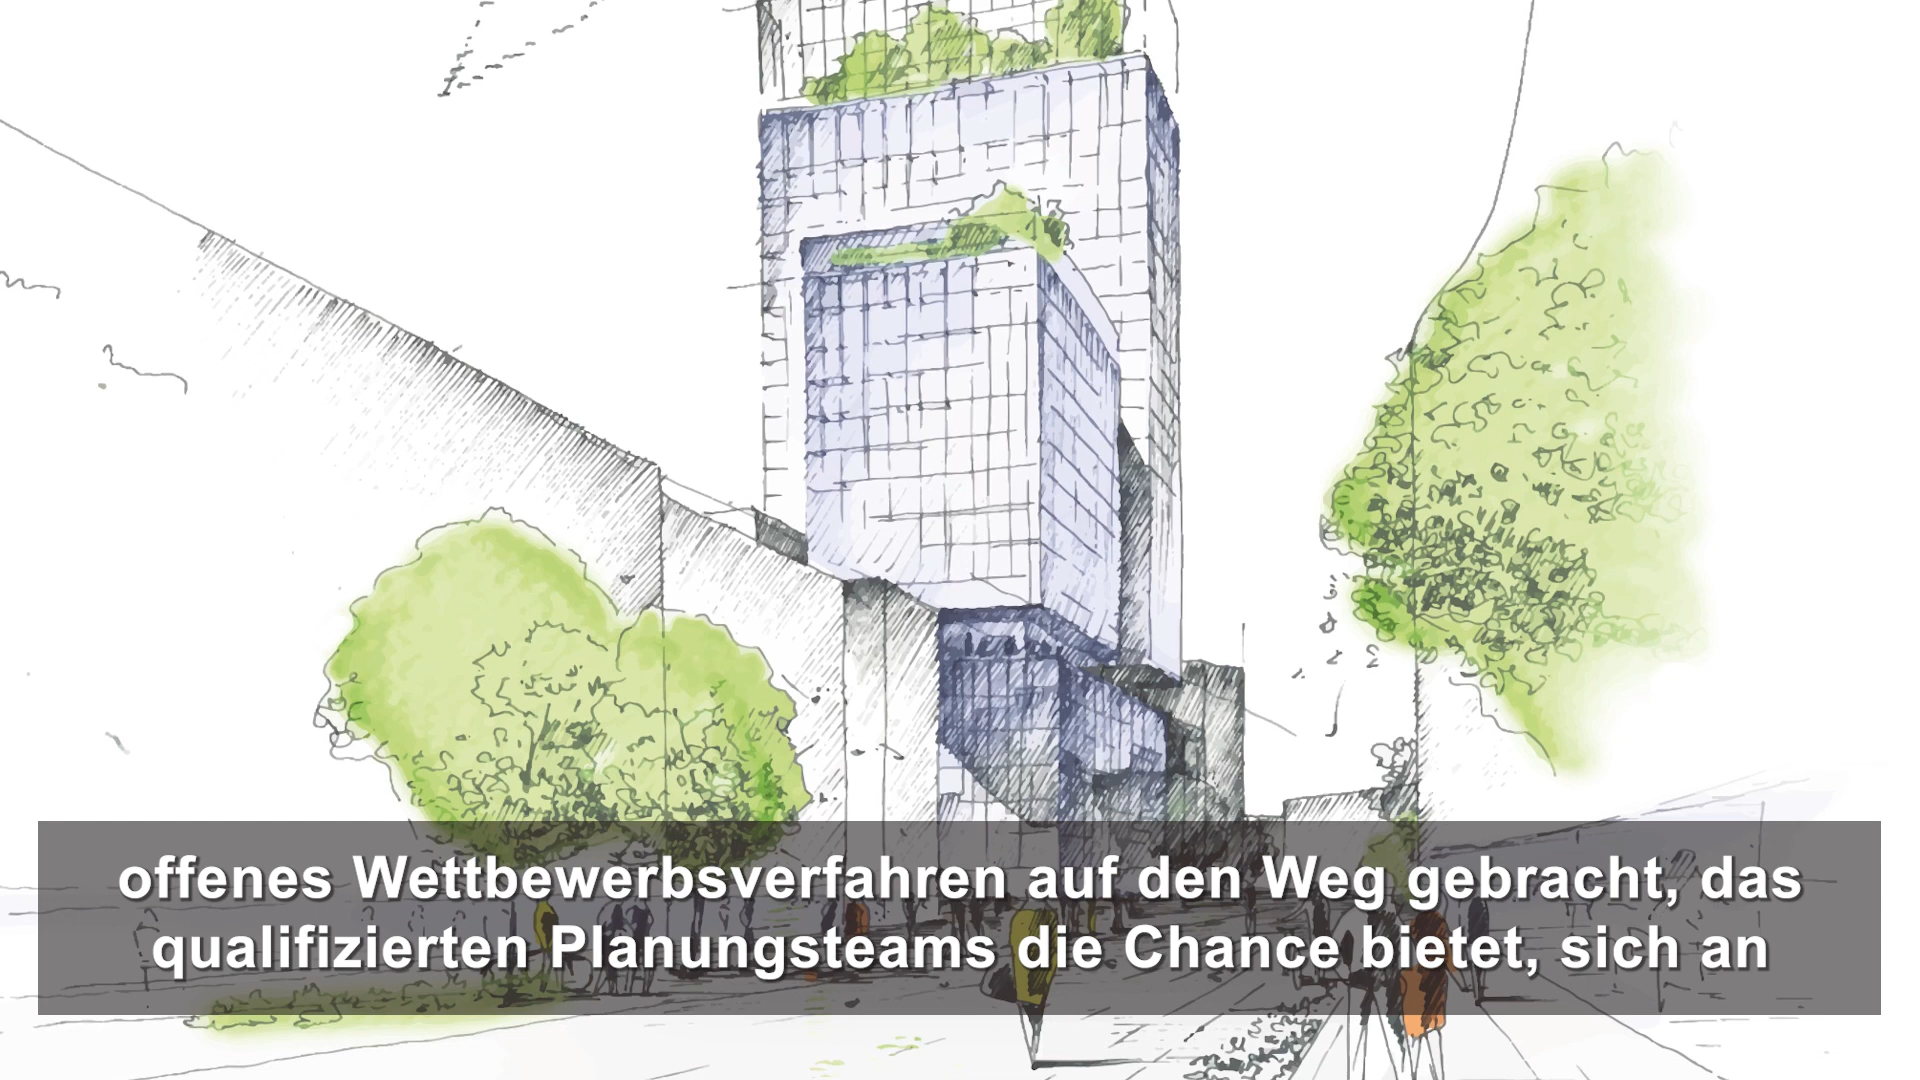 offenes Wettbewerbsverfahren auf den Weg gebracht, das
qualifizierten Planungsteams die Chance bietet, sich an